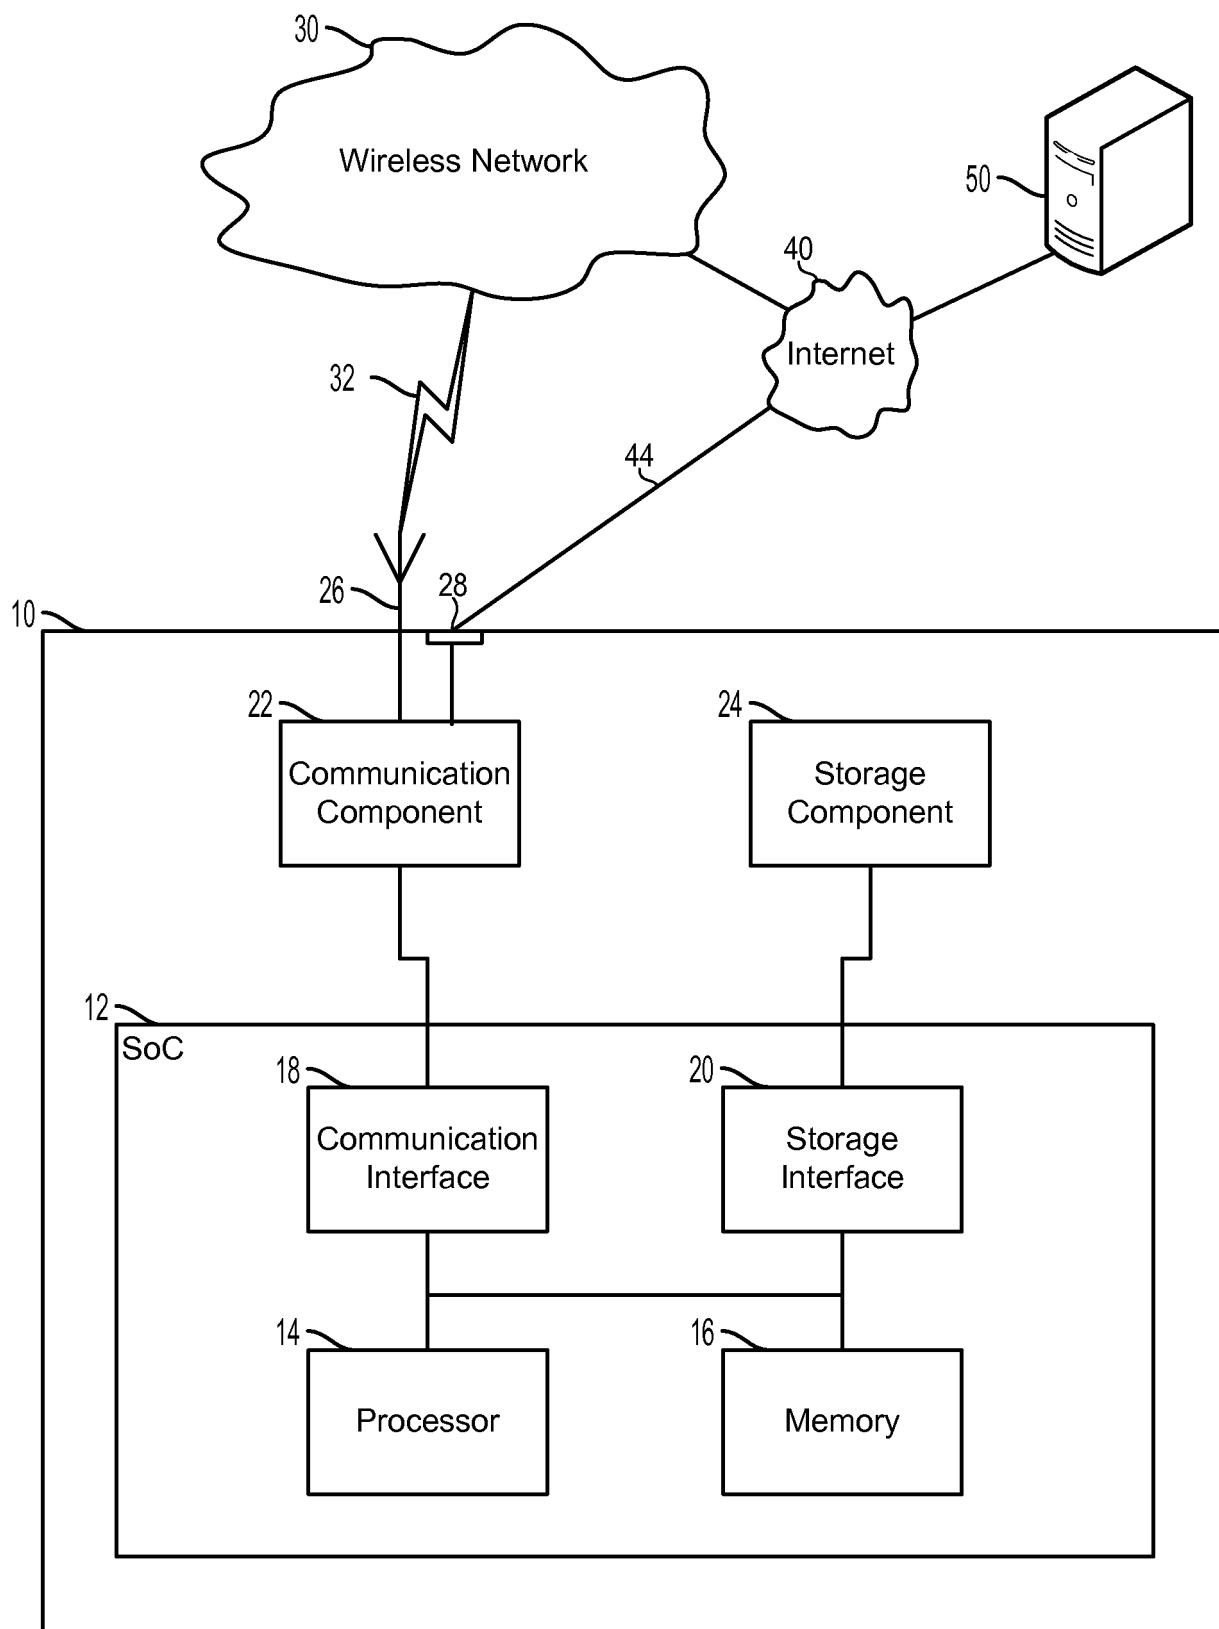 30
Wireless Network
50
40
Internet
32
44
26
28
10
22
24
Communication
Component
Storage
Component
12
SoC
18
20
Communication
Interface
Storage
Interface
14
16
Processor
Memory